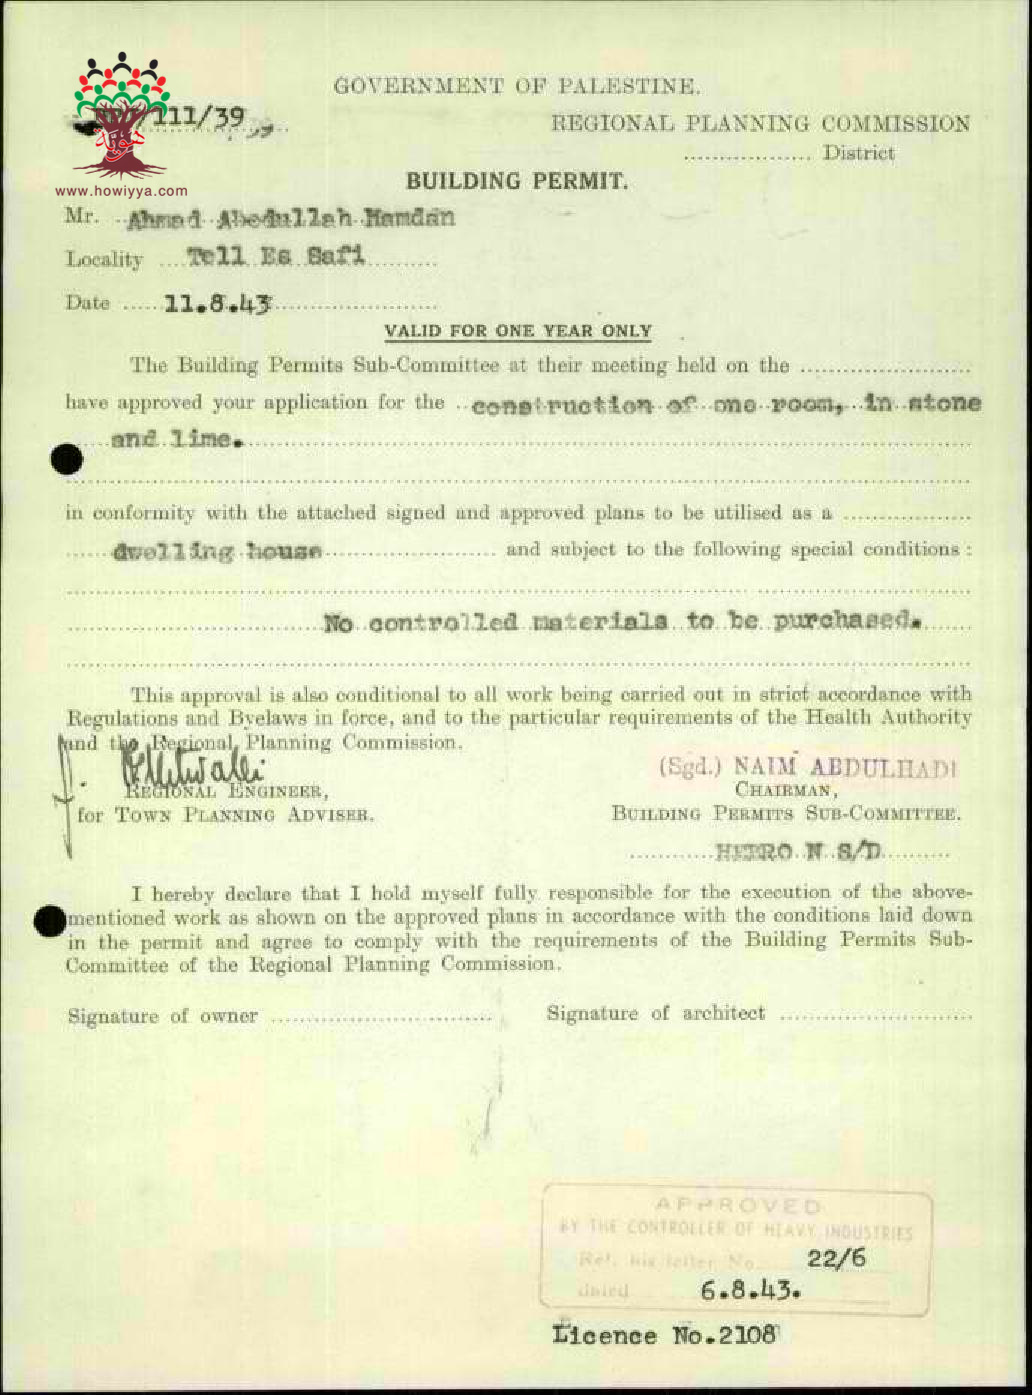 GOVERNMENT OF PALESTINE.
/111/39
REGIONAL PLANNING COMMISSION
.................. District
www.howiyya.com
BUILDING PERMIT.
Mr. Ahmad Abedullah Hamdan
Locality .... Tell Es Safi
Date ...... 11.8.43
VALID FOR ONE YEAR ONLY
The Building Permits Sub-Committee at their meeting held on the ........................
have approved your application for the construction of one room, in stone
and lime.
in conformity with the attached signed and approved plans to be utilised as a ..................
dwelling house ........................ and subject to the following special conditions :
No controlled materials to be purchased.
This approval is also conditional to all work being carried out in strict accordance with
Regulations and Byelaws in force, and to the particular requirements of the Health Authority
and the Regional Planning Commission.
(Sgd.) NAIM ABDULHADI
REGIONAL ENGINEER,
CHAIRMAN,
for TOWN PLANNING ADVISER.
BUILDING PERMITS SUB-COMMITTEE.
HEBRO N S/D
I hereby declare that I hold myself fully responsible for the execution of the above-
mentioned work as shown on the approved plans in accordance with the conditions laid down
in the permit and agree to comply with the requirements of the Building Permits Sub-
Committee of the Regional Planning Commission.
Signature of owner ................................ Signature of architect ............................
APPROVED
BY THE CONTROLLER OF HEAVY INDUSTRIES
Ref. his letter No. 22/6
dated 6.8.43.
Licence No.2108